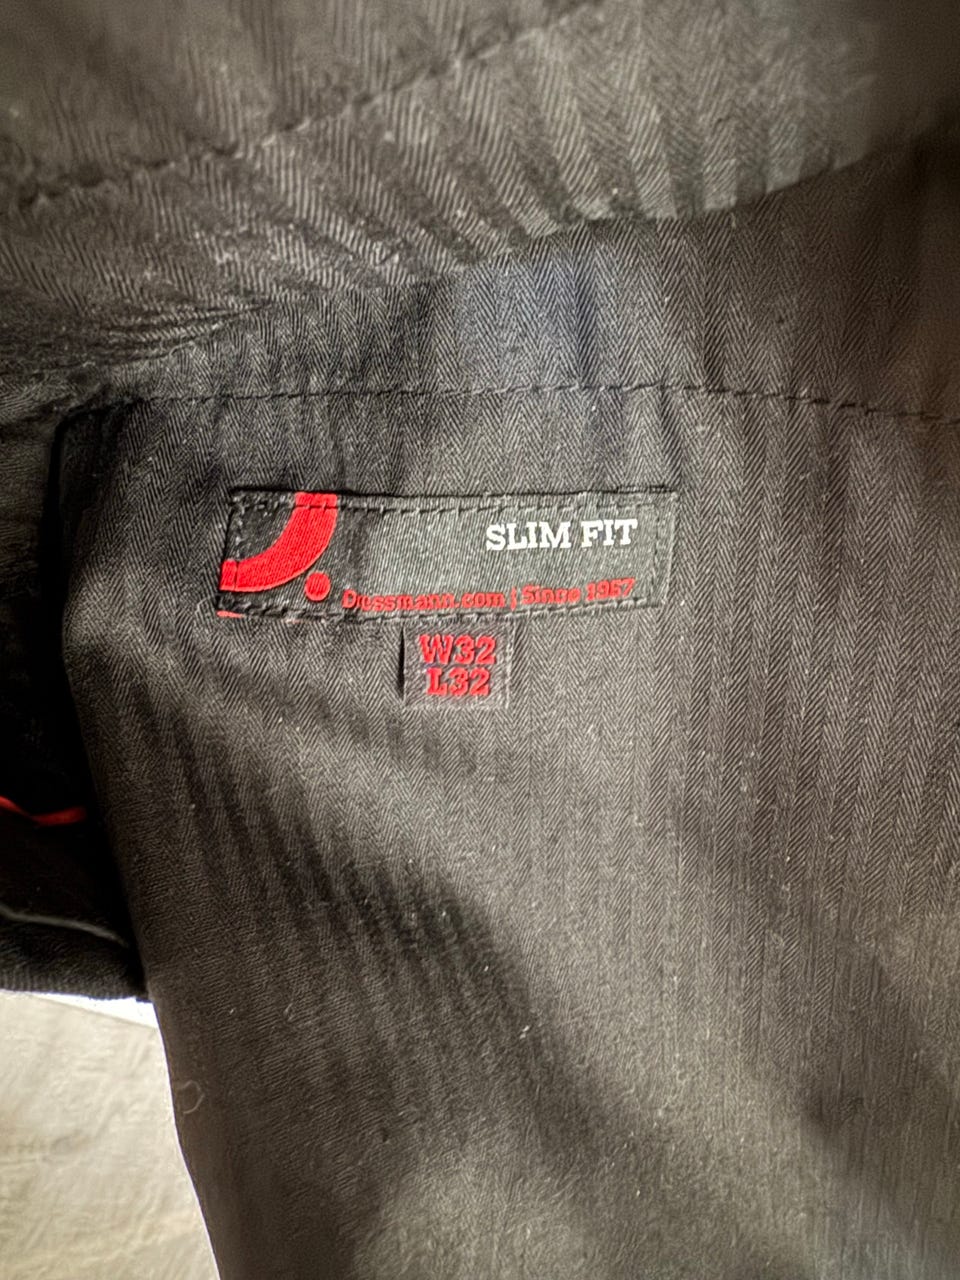 SLIM FIT
Dressmann.com | Since 1967
W32
L32